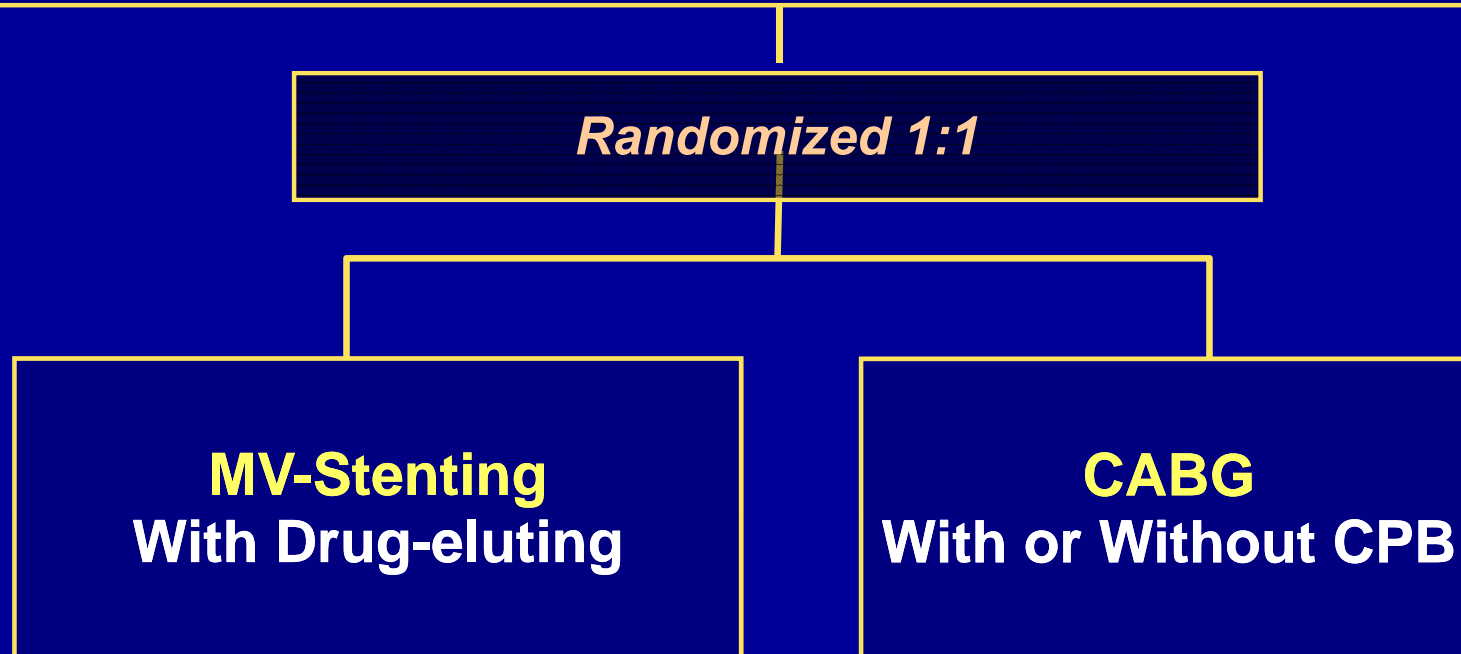 Randomized 1:1
MV-Stenting
With Drug-eluting
CABG
With or Without CPB